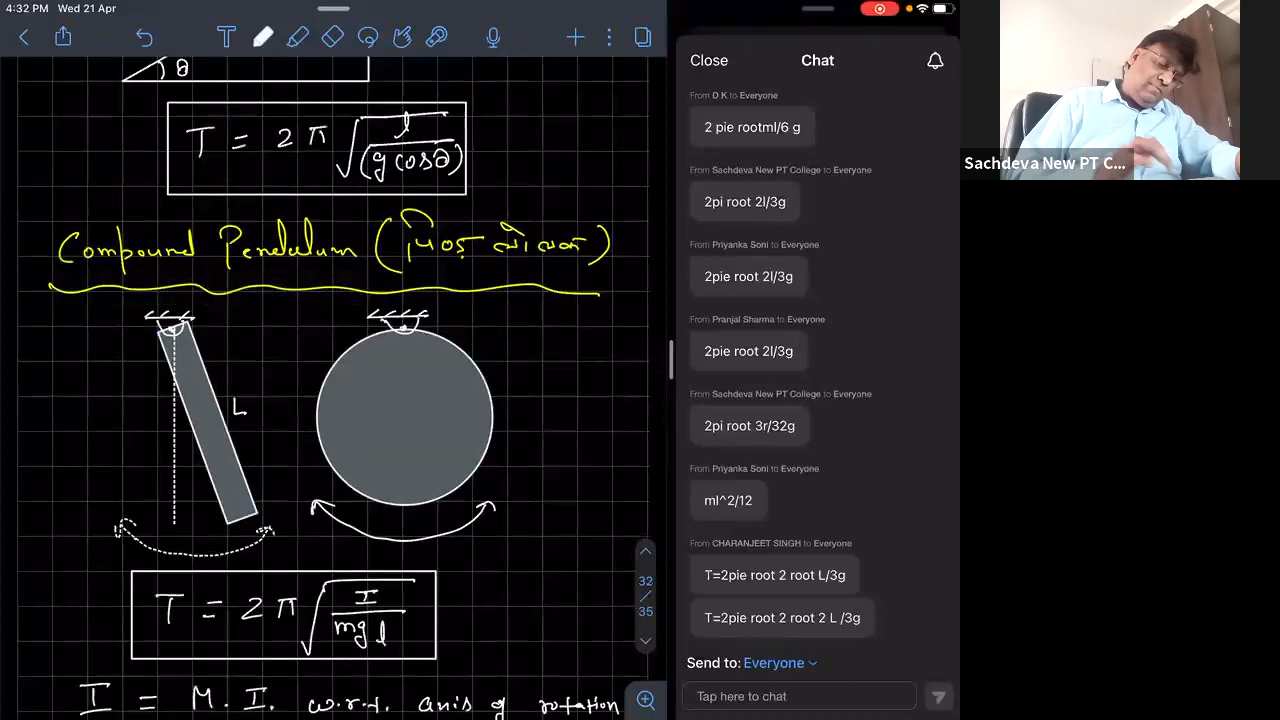 4:32 PM Wed 21 Apr
θ
T = 2π √(l/(g cosθ))
Compound Pendulum (
L
T = 2π √(I/mgl)
I = M.I. w.r.t. axis of rotation
32
/
35
Close Chat
From O K to Everyone
2 pie rootml/6 g
From Sachdeva New PT College to Everyone
2pi root 2l/3g
From Priyanka Soni to Everyone
2pie root 2l/3g
From Pranjal Sharma to Everyone
2pie root 2l/3g
From Sachdeva New PT College to Everyone
2pi root 3r/32g
From Priyanka Soni to Everyone
ml^2/12
From CHARANJEET SINGH to Everyone
T=2pie root 2 root L/3g
T=2pie root 2 root 2 L /3g
Send to: Everyone
Tap here to chat
Sachdeva New PT C...